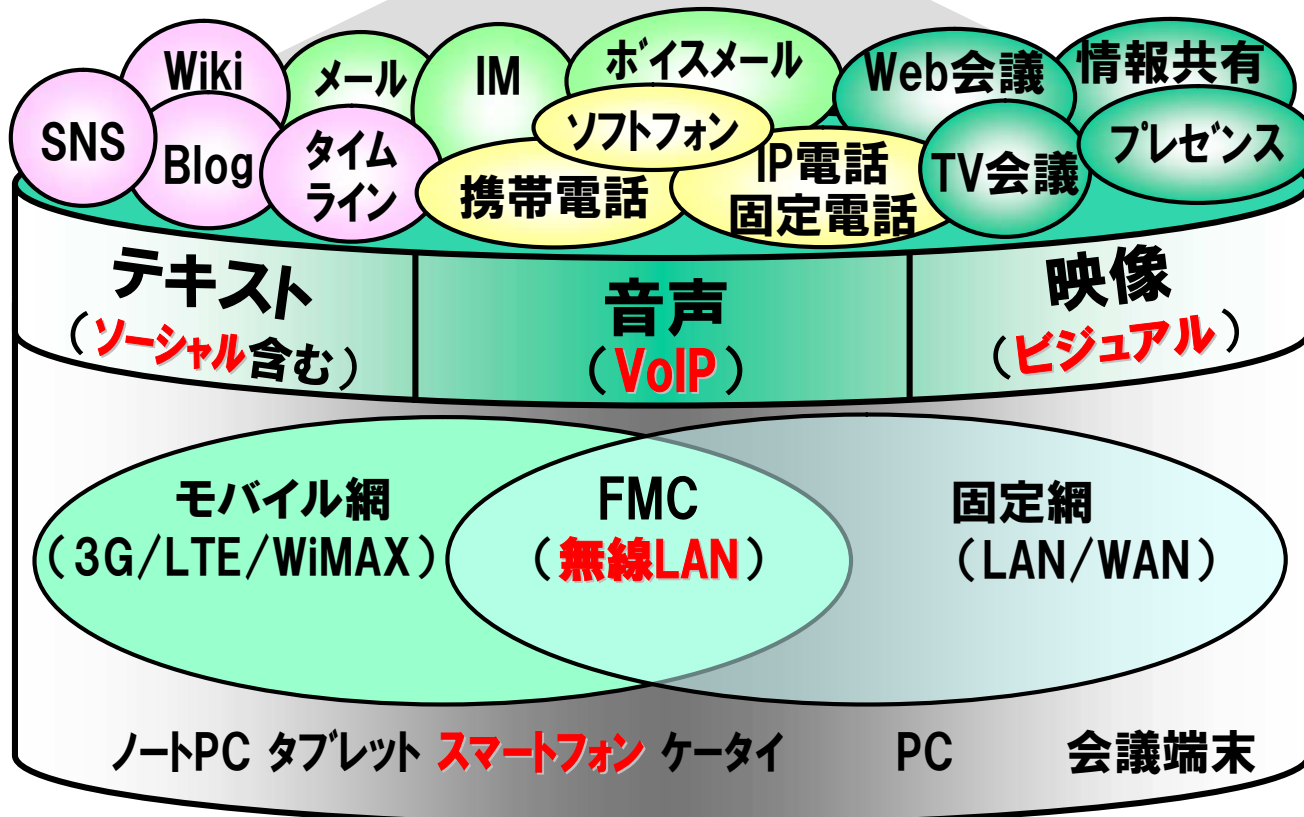 Wiki
メール
IM
ボイスメール
Web会議
情報共有
SNS
Blog
タイム
ライン
ソフトフォン
携帯電話
IP電話
固定電話
TV会議
プレゼンス
テキスト
（ソーシャル含む）
音声
（VoIP）
映像
（ビジュアル）
モバイル網
（3G/LTE/WiMAX）
FMC
（無線LAN）
固定網
（LAN/WAN）
ノートPC タブレット スマートフォン ケータイ PC 会議端末